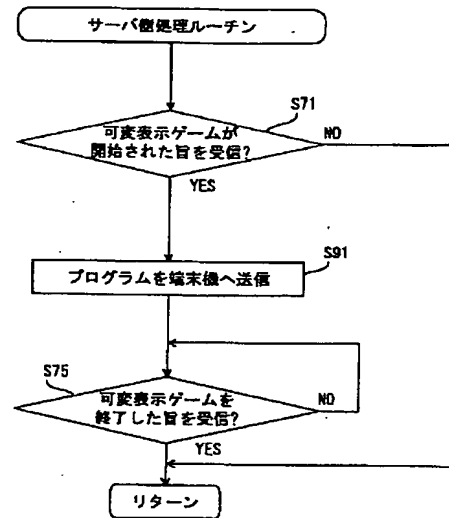 サーバ側処理ルーチン
S71
可変表示ゲームが
開始された旨を受信?
NO
YES
S91
プログラムを端末機へ送信
S75
可変表示ゲームを
終了した旨を受信?
NO
YES
リターン